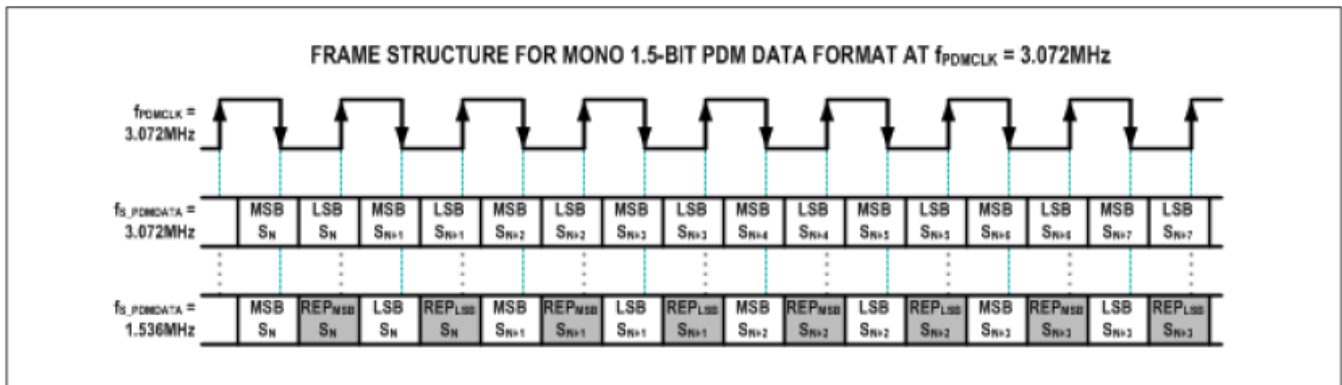 FRAME STRUCTURE FOR MONO 1.5-BIT PDM DATA FORMAT AT fPDMCLK = 3.072MHz
fPDMCLK =
3.072MHz
fS_PDMDATA =
3.072MHz
MSB LSB MSB LSB MSB LSB MSB LSB MSB LSB MSB LSB MSB LSB MSB LSB
SN SN SN+1 SN+1 SN+2 SN+2 SN+3 SN+3 SN+4 SN+4 SN+5 SN+5 SN+6 SN+6 SN+7 SN+7
fS_PDMDATA =
1.536MHz
MSB REPMSB LSB REPLSB MSB REPMSB LSB REPLSB MSB REPMSB LSB REPLSB MSB REPMSB LSB REPLSB
SN SN SN SN SN+1 SN+1 SN+1 SN+1 SN+2 SN+2 SN+2 SN+2 SN+3 SN+3 SN+3 SN+3